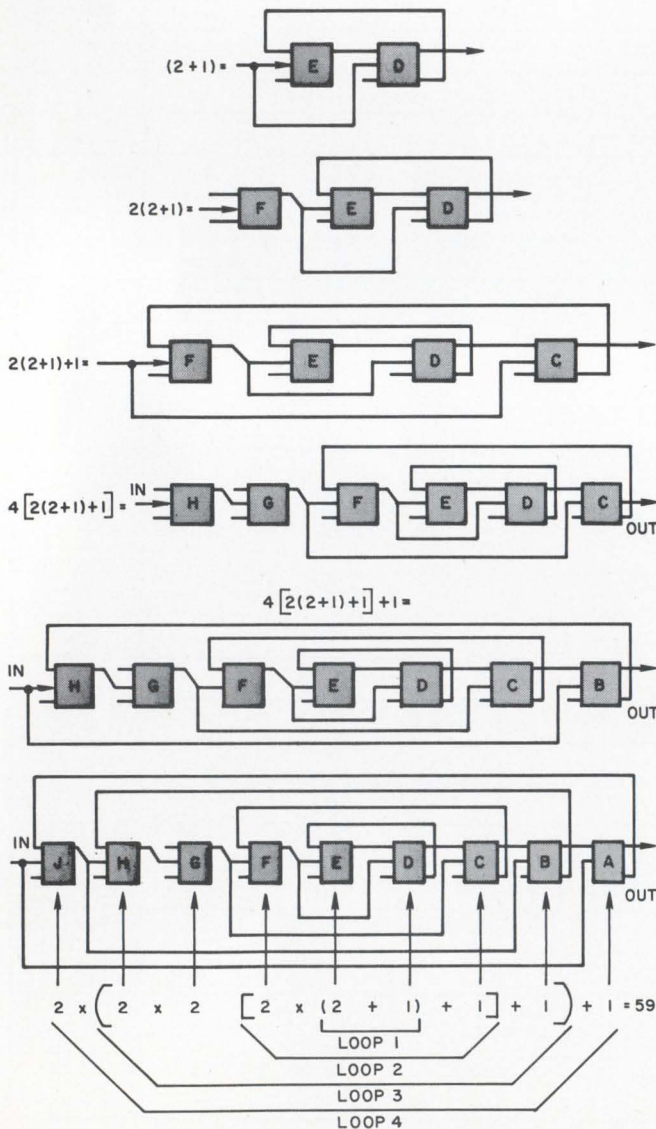 (2+1)=
E D
2(2+1)=
F E D
2(2+1)+1=
F E D C
4[2(2+1)+1]=
IN
H G F E D C
OUT
4[2(2+1)+1]+1=
IN
H G F E D C B
OUT
IN
J H G F E D C B A
OUT
2 x (2 x 2 [2 x (2 + 1) + 1] + 1) + 1 = 59
LOOP 1
LOOP 2
LOOP 3
LOOP 4